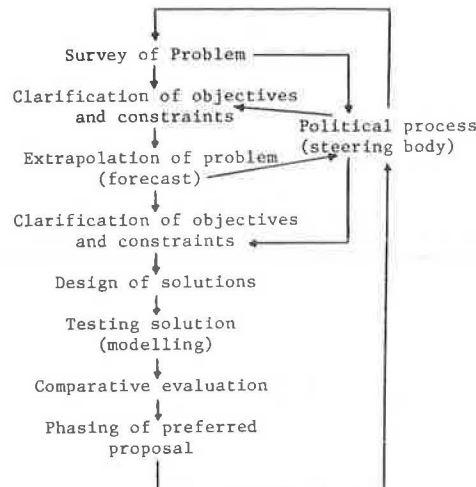 Survey of Problem
Clarification of objectives
and constraints
Political process
(steering body)
Extrapolation of problem
(forecast)
Clarification of objectives
and constraints
Design of solutions
Testing solution
(modelling)
Comparative evaluation
Phasing of preferred
proposal